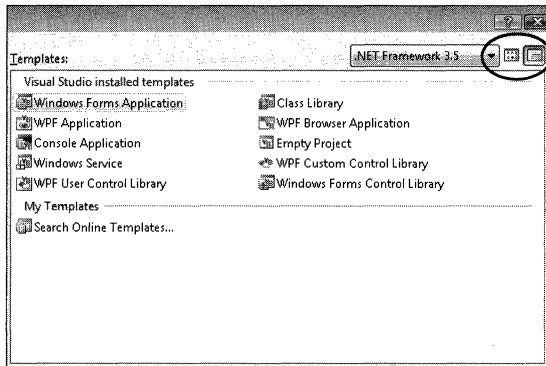 Templates:
.NET Framework 3.5
Visual Studio installed templates
Windows Forms Application
Class Library
WPF Application
WPF Browser Application
Console Application
Empty Project
Windows Service
WPF Custom Control Library
WPF User Control Library
Windows Forms Control Library
My Templates
Search Online Templates...